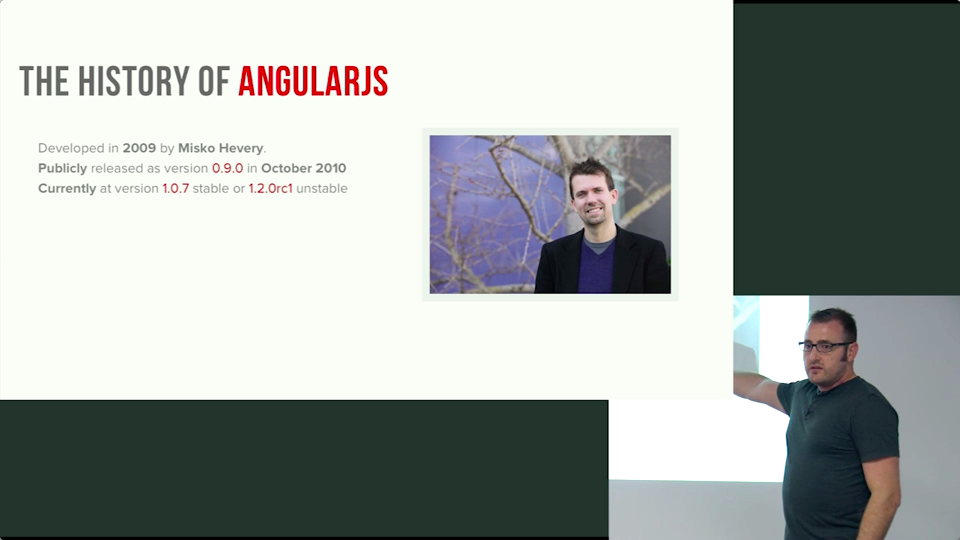 THE HISTORY OF ANGULARJS
Developed in 2009 by Misko Hevery.
Publicly released as version 0.9.0 in October 2010
Currently at version 1.0.7 stable or 1.2.0rc1 unstable